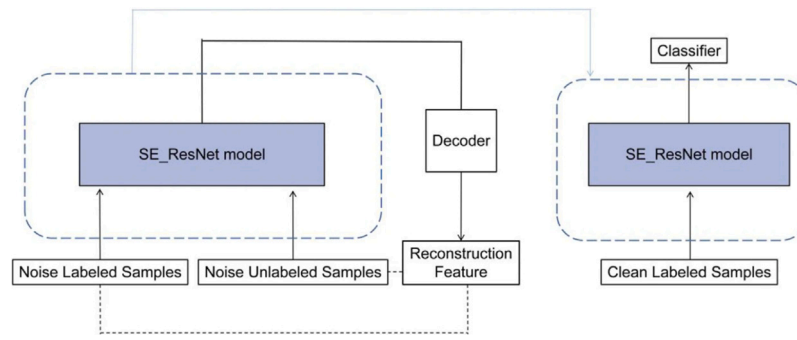 Classifier
SE_ResNet model
Decoder
SE_ResNet model
Noise Labeled Samples
Noise Unlabeled Samples
Reconstruction
Feature
Clean Labeled Samples